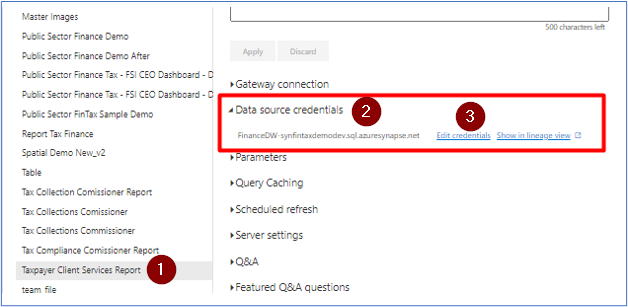 Master Images
Public Sector Finance Demo
Public Sector Finance Demo After
Public Sector Finance Tax - FSI CEO Dashboard - D
Public Sector Finance Tax - FSI CEO Dashboard - D
Public Sector FinTax Sample Demo
Report Tax Finance
Spatial Demo New_v2
Table
Tax Collection Comissioner Report
Tax Collections Comissioner
Tax Collections Commissioner
Tax Compliance Comissioner Report
Taxpayer Client Services Report 1
team file
500 characters left
Apply Discard
Gateway connection
Data source credentials 2
3
FinanceDW-synfintaxdemodev.sql.azuresynapse.net Edit credentials Show in lineage view
Parameters
Query Caching
Scheduled refresh
Server settings
Q&A
Featured Q&A questions